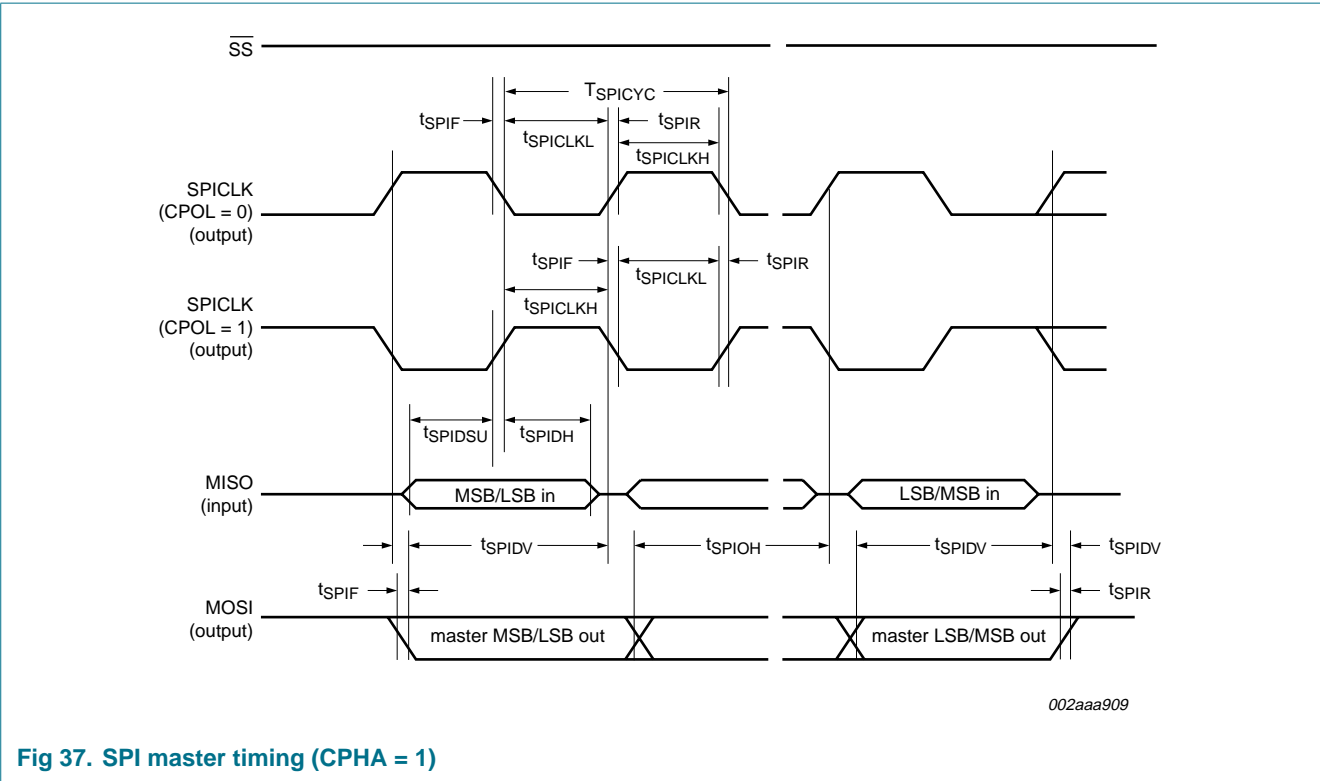 SS
TSPICYC
tSPIF
tSPIR
tSPICLKL
tSPICLKH
SPICLK
(CPOL = 0)
(output)
tSPIF
tSPICLKL
tSPIR
tSPICLKH
SPICLK
(CPOL = 1)
(output)
tSPIDSU
tSPIDH
MISO
(input)
MSB/LSB in
LSB/MSB in
tSPIDV
tSPIOH
tSPIDV
tSPIDV
tSPIF
tSPIR
MOSI
(output)
master MSB/LSB out
master LSB/MSB out
002aaa909
Fig 37. SPI master timing (CPHA = 1)